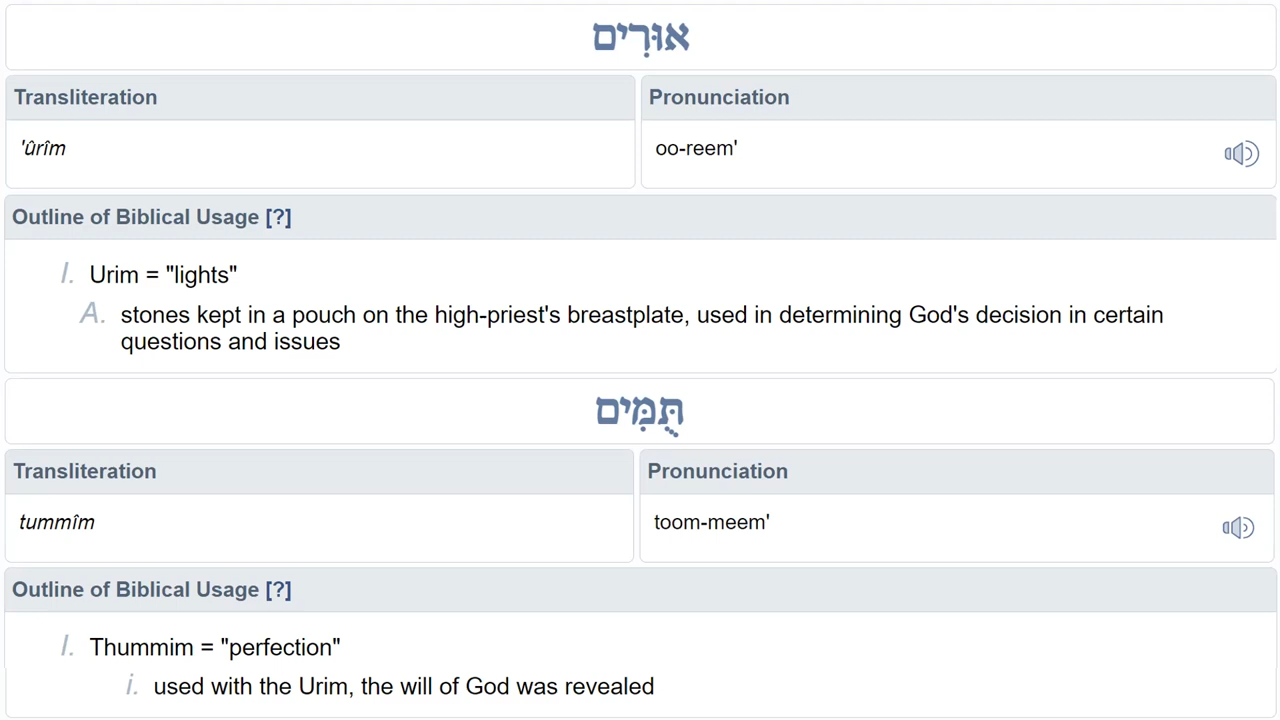 אוּרִים
Transliteration
Pronunciation
'ûrîm
oo-reem'
Outline of Biblical Usage [?]
I. Urim = "lights"
A. stones kept in a pouch on the high-priest's breastplate, used in determining God's decision in certain
questions and issues
תֻּמִּים
Transliteration
Pronunciation
tummîm
toom-meem'
Outline of Biblical Usage [?]
I. Thummim = "perfection"
i. used with the Urim, the will of God was revealed